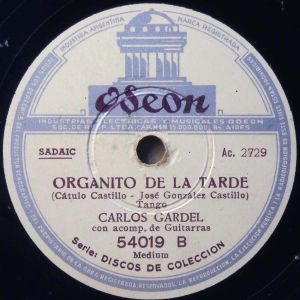 INDUSTRIA ARGENTINA
MARCA REGISTRADA
Odeon
INDUSTRIAS ELECTRICAS Y MUSICALES ODEON
SADAIC
Ac. 2729
ORGANITO DE LA TARDE
(Cátulo Castillo - José González Castillo)
Tango
CARLOS GARDEL
con acomp. de Guitarras
54019 B
Medium
Serie: DISCOS DE COLECCION